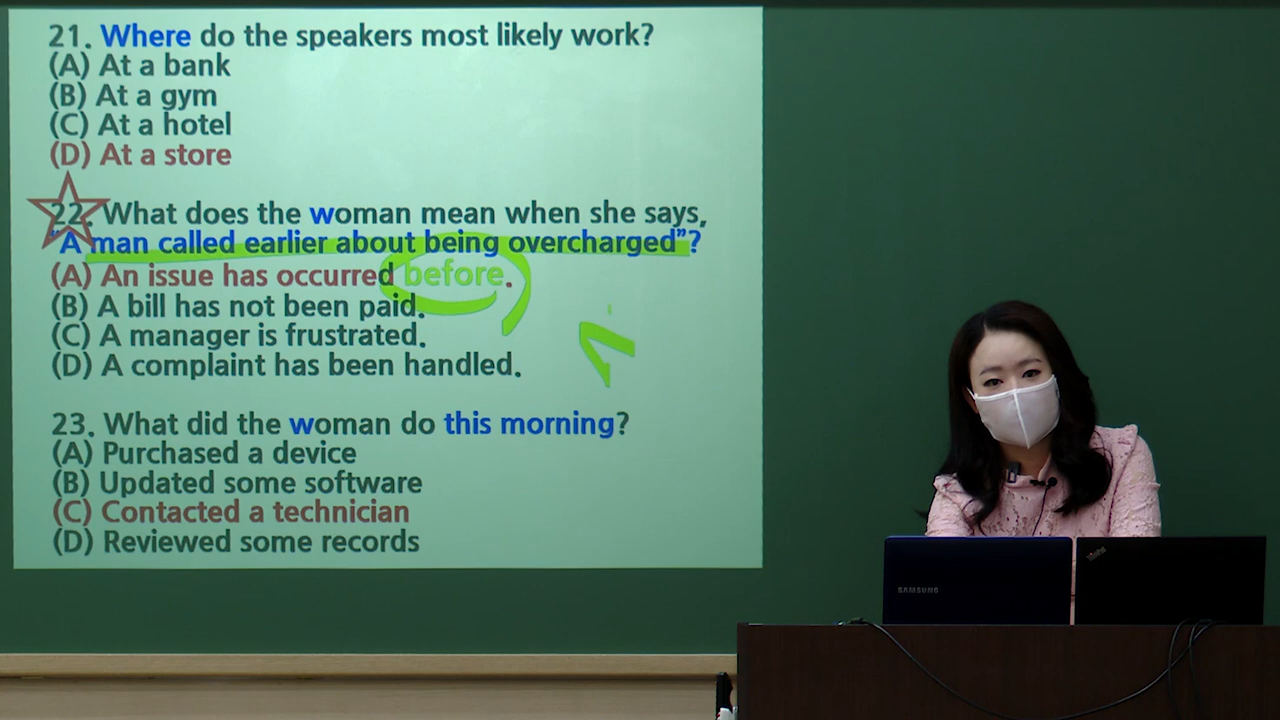 21. Where do the speakers most likely work?
(A) At a bank
(B) At a gym
(C) At a hotel
(D) At a store
22. What does the woman mean when she says,
“A man called earlier about being overcharged”?
(A) An issue has occurred before.
(B) A bill has not been paid.
(C) A manager is frustrated.
(D) A complaint has been handled.
23. What did the woman do this morning?
(A) Purchased a device
(B) Updated some software
(C) Contacted a technician
(D) Reviewed some records
SAMSUNG
ThinkPad